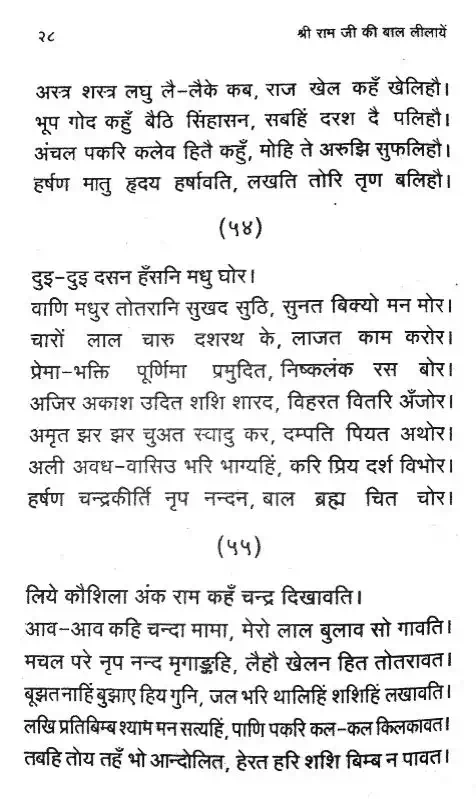 २८ श्री राम जी की बाल लीलायें
अस्त्र शस्त्र लघु लै-लैके कब, राज खेल कहँ खेलिहौ।
भूप गोद कहुँ बैठि सिंहासन, सबहिं दरश दै पलिहौ।
अंचल पकरि कलेव हितै कहुँ, मोहि ते अरुझि सुफलिहौ।
हर्षण मातु हृदय हर्षावति, लखति तोरि तृण बलिहौ।
(५४)
दुइ-दुइ दसन हँसनि मधु घोर।
वाणि मधुर तोतरानि सुखद सुठि, सुनत बिक्यो मन मोर।
चारों लाल चारु दशरथ के, लाजत काम करोर।
प्रेमा-भक्ति पूर्णिमा प्रमुदित, निष्कलंक रस बोर।
अजिर अकाश उदित शशि शारद, विहरत वितरि अँजोर।
अमृत झर झर चुअत स्वादु कर, दम्पति पियत अथोर।
अली अवध-वासिउ भरि भाग्यहिं, करि प्रिय दर्श विभोर।
हर्षण चन्द्रकीर्ति नृप नन्दन, बाल ब्रह्म चित चोर।
(५५)
लिये कौशिला अंक राम कहँ चन्द्र दिखावति।
आव-आव कहि चन्दा मामा, मेरो लाल बुलाव सो गावति।
मचल परे नृप नन्द मृगाङ्कहि, लैहौ खेलन हित तोतरावत।
बूझत नाहिं बुझाए हिय गुनि, जल भरि थालिहिं शशिहिं लखावति।
लखि प्रतिबिम्ब श्याम मन सत्यहिं, पाणि पकरि कल-कल किलकावत।
तबहि तोय तहँ भो आन्दोलित, हेरत हरि शशि बिम्ब न पावत।